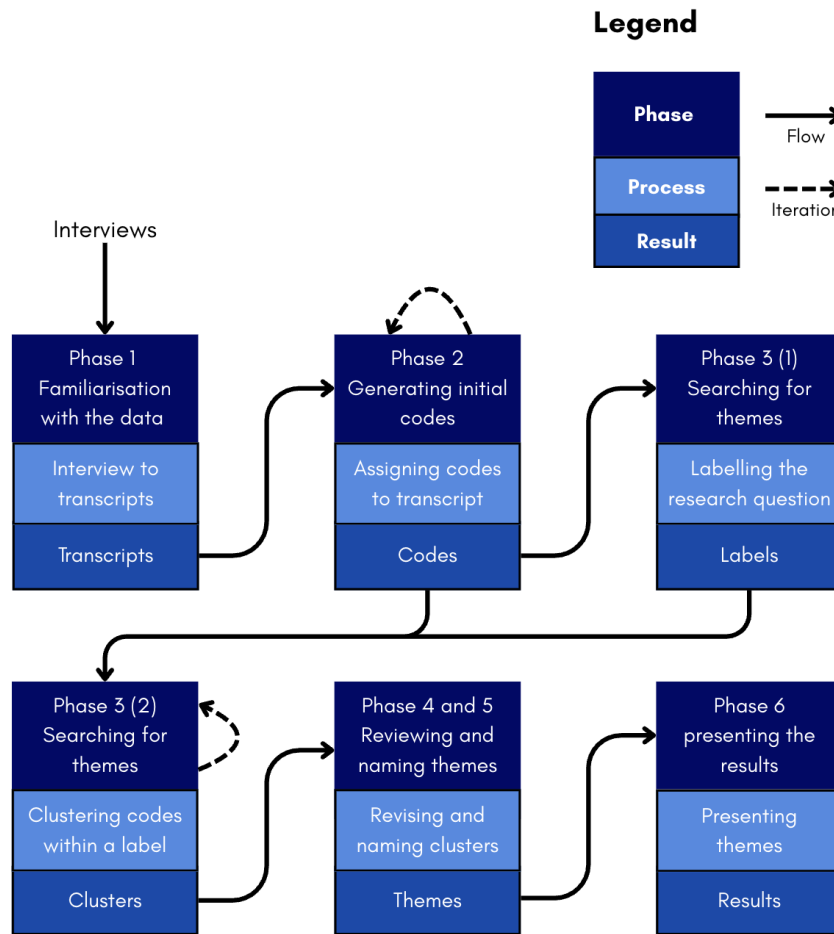 Legend
Phase
Flow
Process
Iteration
Result
Interviews
Phase 1
Familiarisation
with the data
Interview to
transcripts
Transcripts
Phase 2
Generating initial
codes
Assigning codes
to transcript
Codes
Phase 3 (1)
Searching for
themes
Labelling the
research question
Labels
Phase 3 (2)
Searching for
themes
Clustering codes
within a label
Clusters
Phase 4 and 5
Reviewing and
naming themes
Revising and
naming clusters
Themes
Phase 6
presenting the
results
Presenting
themes
Results